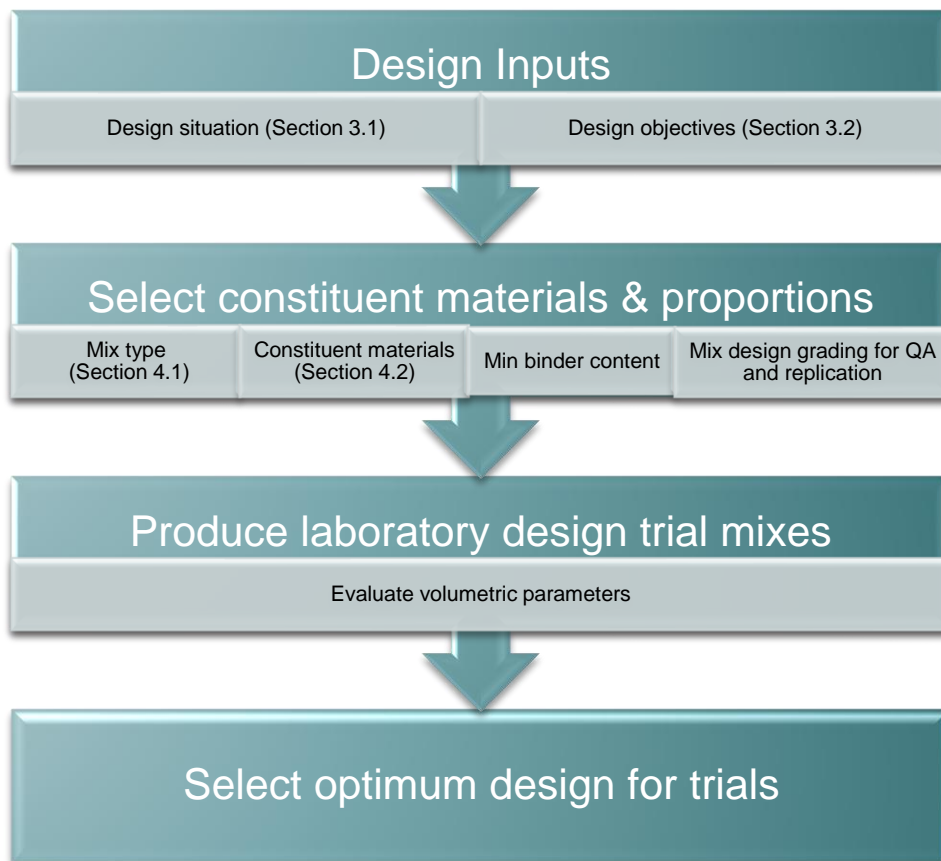 Design Inputs
Design situation (Section 3.1)
Design objectives (Section 3.2)
Select constituent materials & proportions
Mix type
(Section 4.1)
Constituent materials
(Section 4.2)
Min binder content
Mix design grading for QA
and replication
Produce laboratory design trial mixes
Evaluate volumetric parameters
Select optimum design for trials